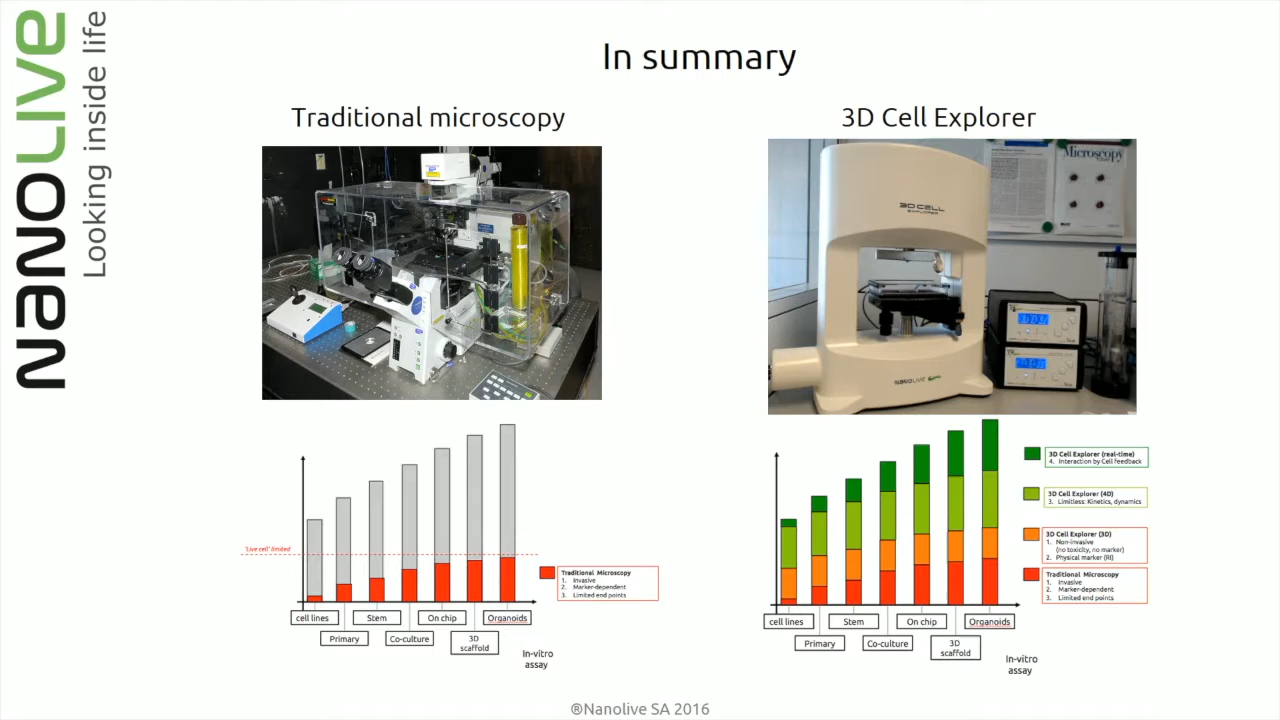 NANOLIVE
Looking inside life
In summary
Traditional microscopy
3D Cell Explorer
3D CELL
EXPLORER
Microscopy
NANOLIVE
'Live cell' limited
Traditional Microscopy
1. Invasive
2. Marker-dependent
3. Limited end points
cell lines
Stem
On chip
Organoids
Primary
Co-culture
3D
scaffold
In-vitro
assay
3D Cell Explorer (real-time)
4. Interaction by Cell feedback
3D Cell Explorer (4D)
3. Limitless: Kinetics, dynamics
3D Cell Explorer (3D)
1. Non-invasive
(no toxicity, no marker)
2. Physical marker (RI)
Traditional Microscopy
1. Invasive
2. Marker-dependent
3. Limited end points
cell lines
Stem
On chip
Organoids
Primary
Co-culture
3D
scaffold
In-vitro
assay
®Nanolive SA 2016